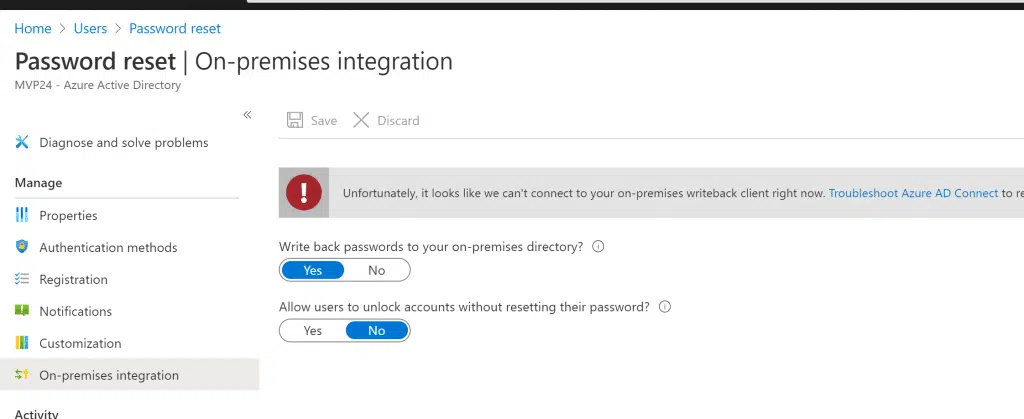 Home > Users > Password reset
Password reset | On-premises integration
MVP24 - Azure Active Directory
«
Diagnose and solve problems
Manage
Properties
Authentication methods
Registration
Notifications
Customization
On-premises integration
Activity
Save Discard
Unfortunately, it looks like we can't connect to your on-premises writeback client right now. Troubleshoot Azure AD Connect to re
Write back passwords to your on-premises directory?
Yes No
Allow users to unlock accounts without resetting their password?
Yes No